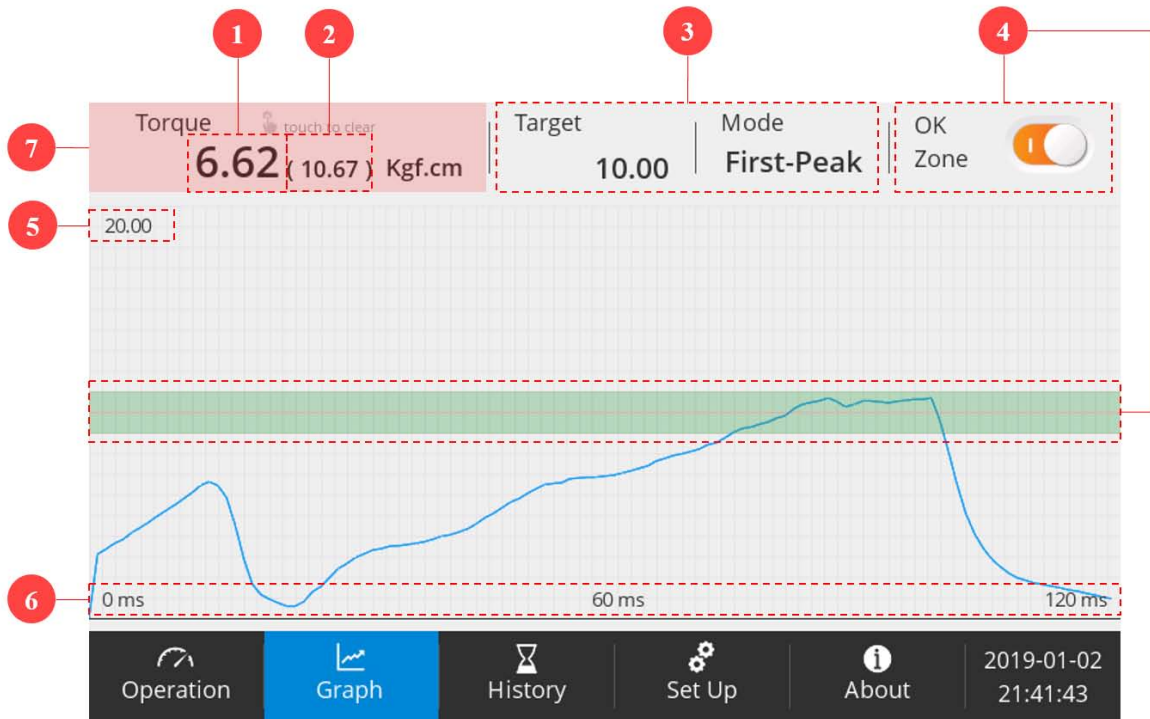 1 2 3 4
7
Torque touch to clear
6.62 ( 10.67 ) Kgf.cm
Target
10.00
Mode
First-Peak
OK
Zone
5
20.00
6
0 ms 60 ms 120 ms
Operation
Graph
History
Set Up
About
2019-01-02
21:41:43